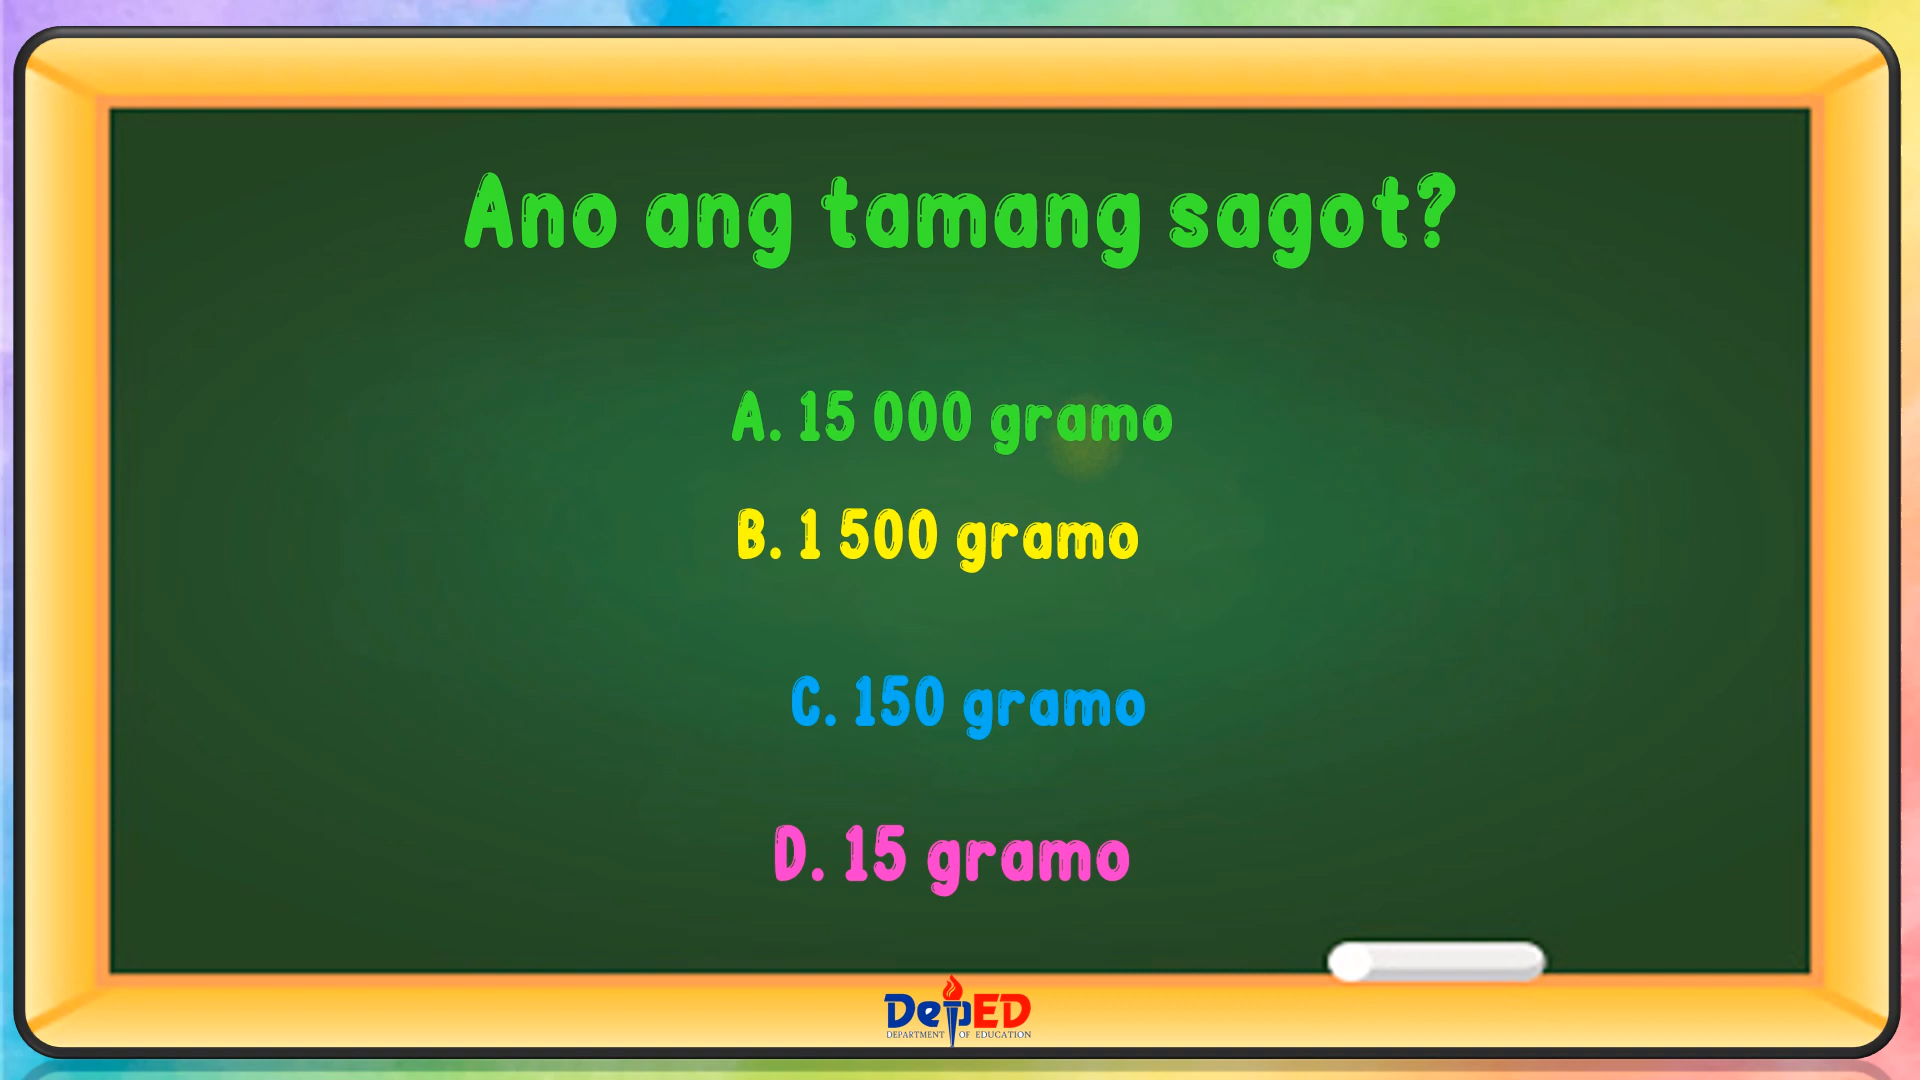 Ano ang tamang sagot?
A. 15 000 gramo
B. 1 500 gramo
C. 150 gramo
D. 15 gramo
DepED
DEPARTMENT OF EDUCATION